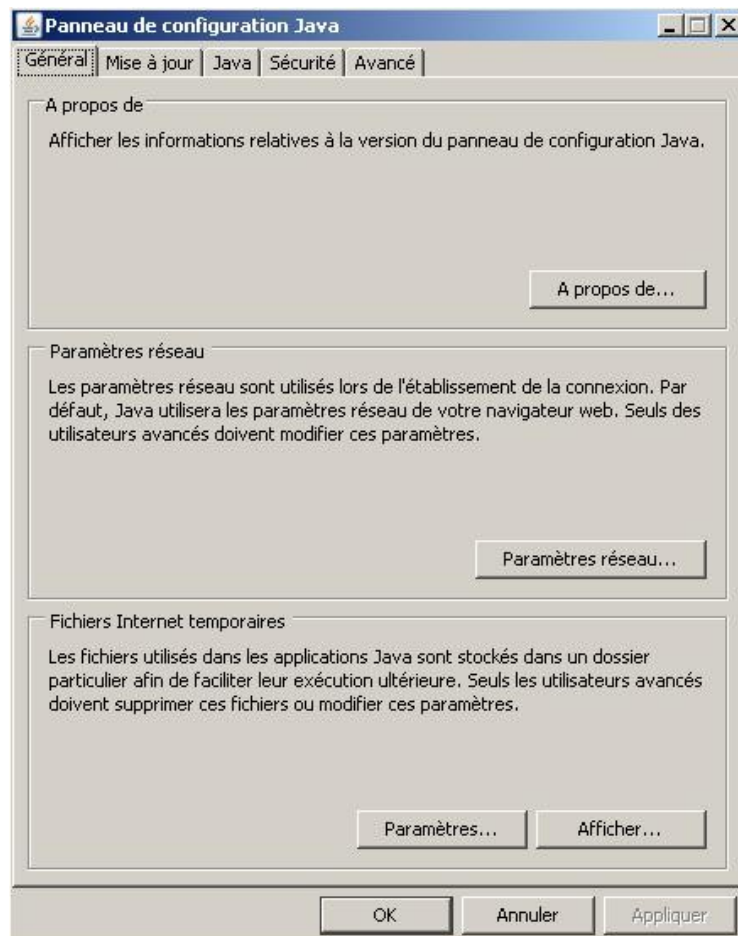 Panneau de configuration Java
Général Mise à jour Java Sécurité Avancé
A propos de
Afficher les informations relatives à la version du panneau de configuration Java.
A propos de...
Paramètres réseau
Les paramètres réseau sont utilisés lors de l'établissement de la connexion. Par
défaut, Java utilisera les paramètres réseau de votre navigateur web. Seuls des
utilisateurs avancés doivent modifier ces paramètres.
Paramètres réseau...
Fichiers Internet temporaires
Les fichiers utilisés dans les applications Java sont stockés dans un dossier
particulier afin de faciliter leur exécution ultérieure. Seuls les utilisateurs avancés
doivent supprimer ces fichiers ou modifier ces paramètres.
Paramètres... Afficher...
OK Annuler Appliquer